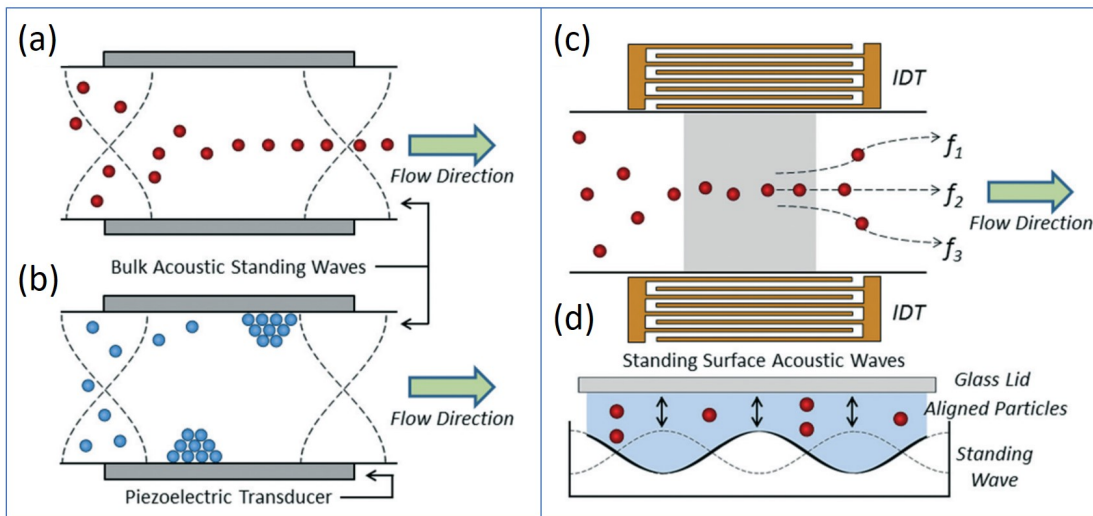 (a)
Flow Direction
Bulk Acoustic Standing Waves
(b)
Flow Direction
Piezoelectric Transducer
(c)
IDT
f1
f2
f3
Flow Direction
IDT
(d)
Standing Surface Acoustic Waves
Glass Lid
Aligned Particles
Standing
Wave